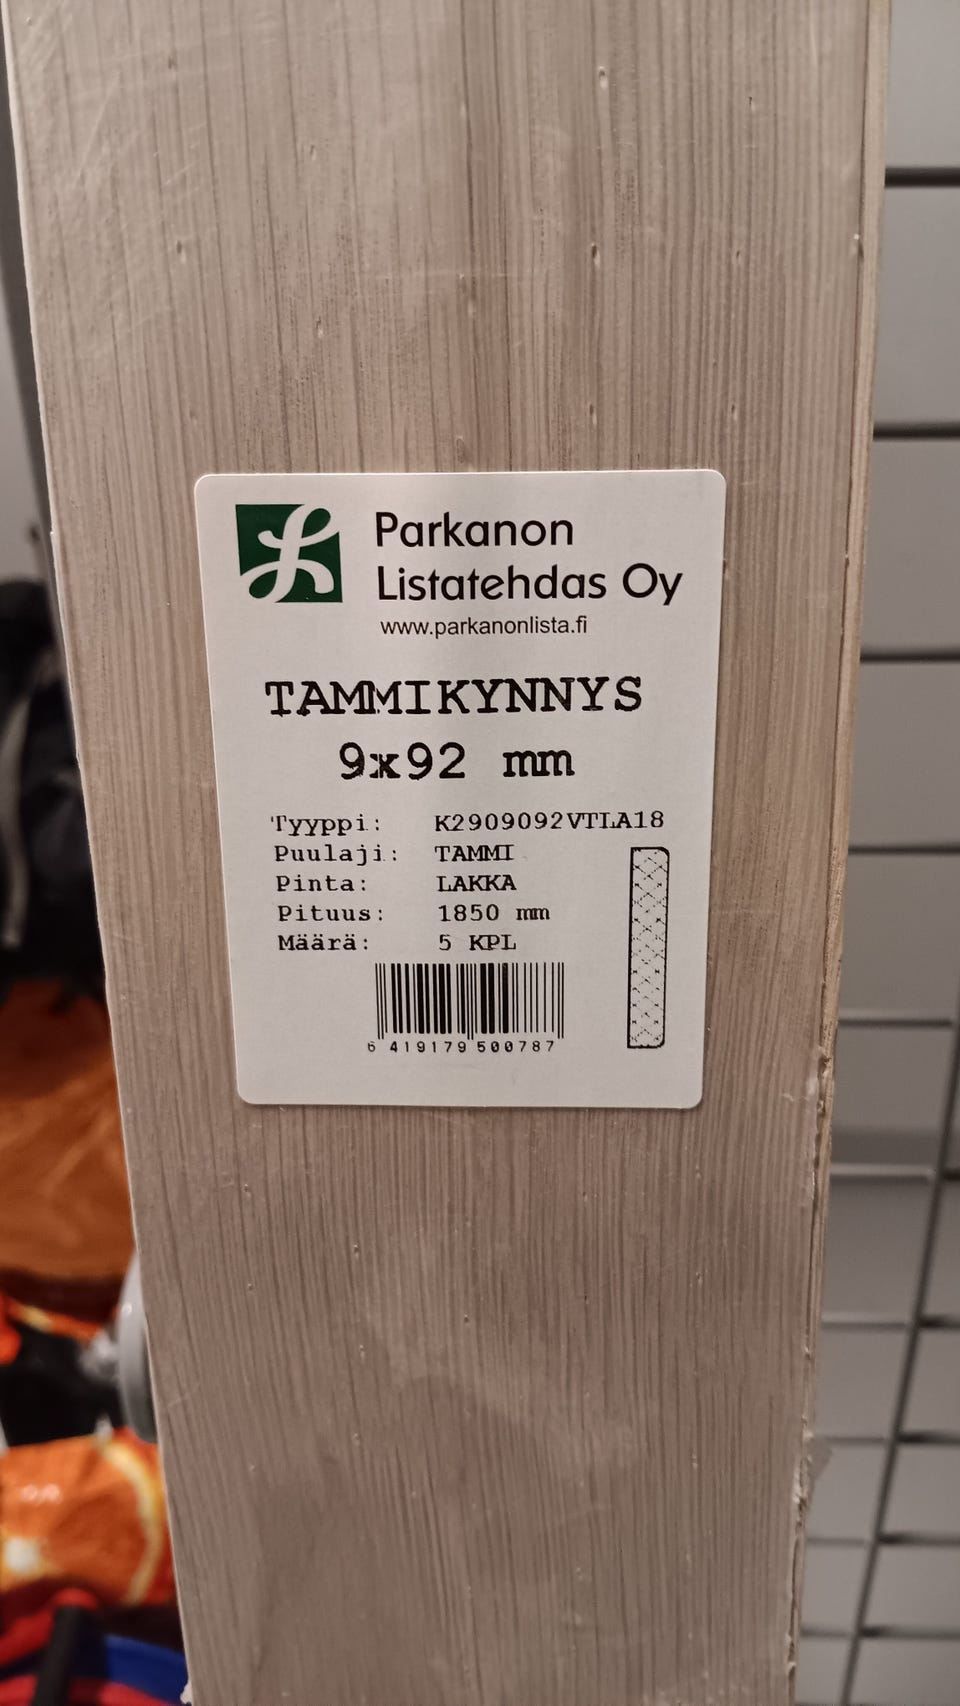 Parkanon
Listatehdas Oy
www.parkanonlista.fi
TAMMIKYNNYS
9x92 mm
Tyyppi: K2909092VTLA18
Puulaji: TAMMI
Pinta: LAKKA
Pituus: 1850 mm
Määrä: 5 KPL
6 419179 500787